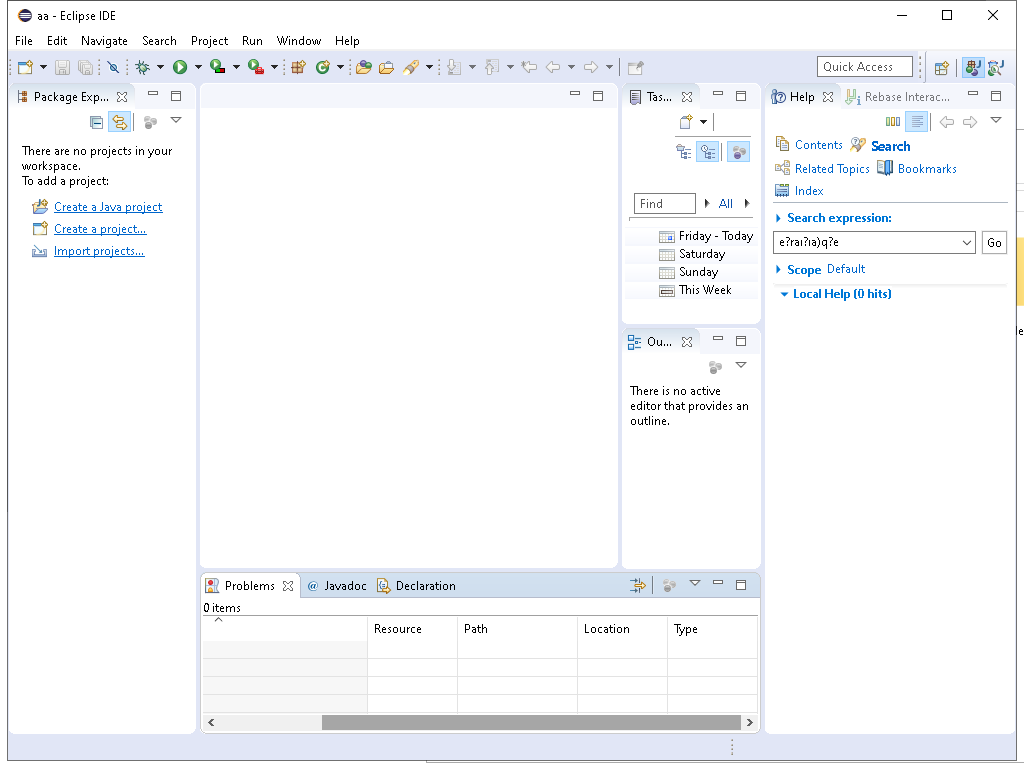 aa - Eclipse IDE
File Edit Navigate Search Project Run Window Help
Quick Access
Package Exp...
There are no projects in your
workspace.
To add a project:
Create a Java project
Create a project...
Import projects...
Tas...
Find
All
Friday - Today
Saturday
Sunday
This Week
Ou...
There is no active
editor that provides an
outline.
Help
Rebase Interac...
Contents
Search
Related Topics
Bookmarks
Index
Search expression:
Go
Scope Default
Local Help (0 hits)
Problems
@ Javadoc
Declaration
0 items
Resource Path Location Type